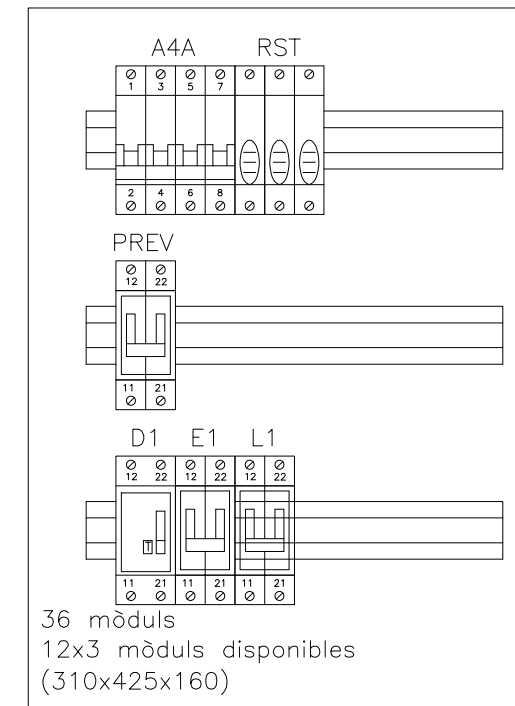 A4A RST
1 3 5 7
2 4 6 8
PREV
12 22
11 21
D1 E1 L1
12 22 12 22 12 22
T
11 21 11 21 11 21
36 mòduls
12x3 mòduls disponibles
(310x425x160)